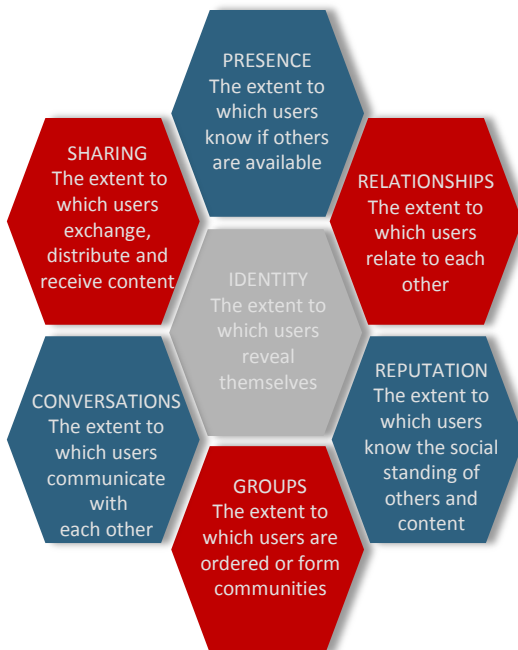 PRESENCE
The extent to
which users
know if others
are available
SHARING
The extent to
which users
exchange,
distribute and
receive content
RELATIONSHIPS
The extent to
which users
relate to each
other
IDENTITY
The extent to
which users
reveal
themselves
CONVERSATIONS
The extent to
which users
communicate
with
each other
REPUTATION
The extent to
which users
know the social
standing of
others and
content
GROUPS
The extent to
which users are
ordered or form
communities